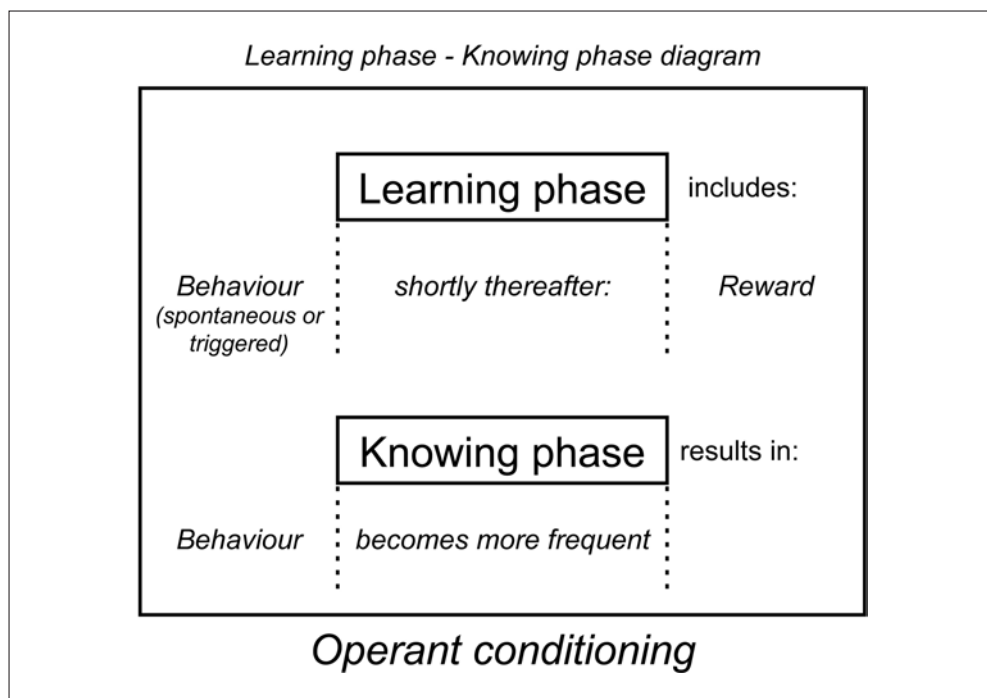 Learning phase - Knowing phase diagram
Learning phase includes:
Behaviour shortly thereafter: Reward
(spontaneous or
triggered)
Knowing phase results in:
Behaviour becomes more frequent
Operant conditioning